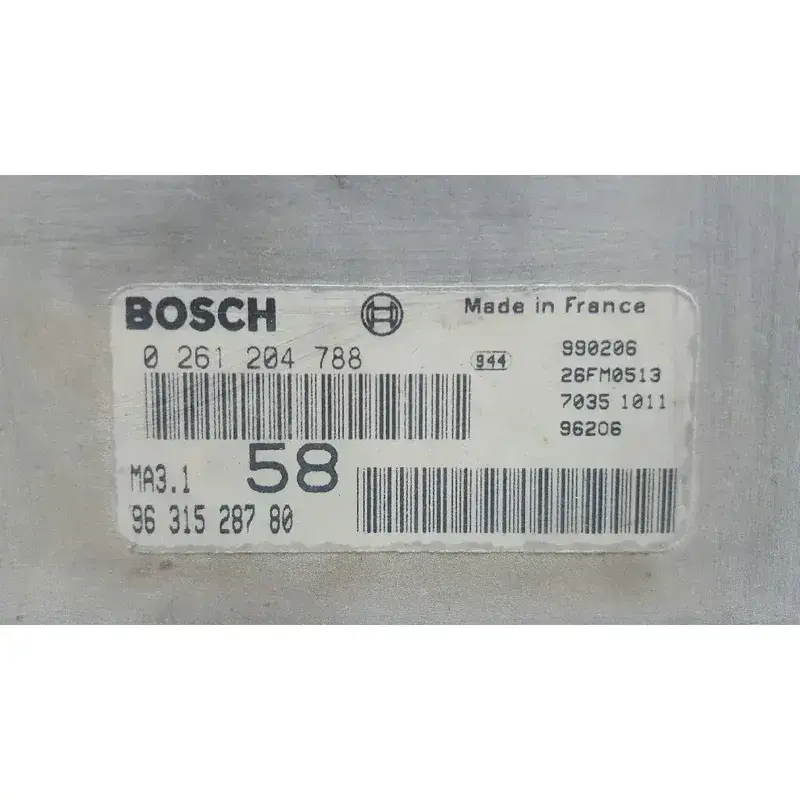 BOSCH
Made in France
0 261 204 788
944
990206
26FM0513
7035 1011
96206
58
MA3.1
96 315 287 80